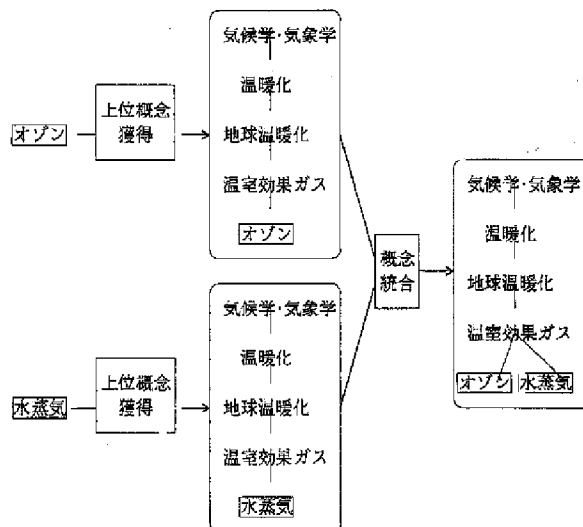 オゾン
上位概念
獲得
気候学・気象学
温暖化
地球温暖化
温室効果ガス
オゾン
水蒸気
上位概念
獲得
気候学・気象学
温暖化
地球温暖化
温室効果ガス
水蒸気
概念
統合
気候学・気象学
温暖化
地球温暖化
温室効果ガス
オゾン 水蒸気